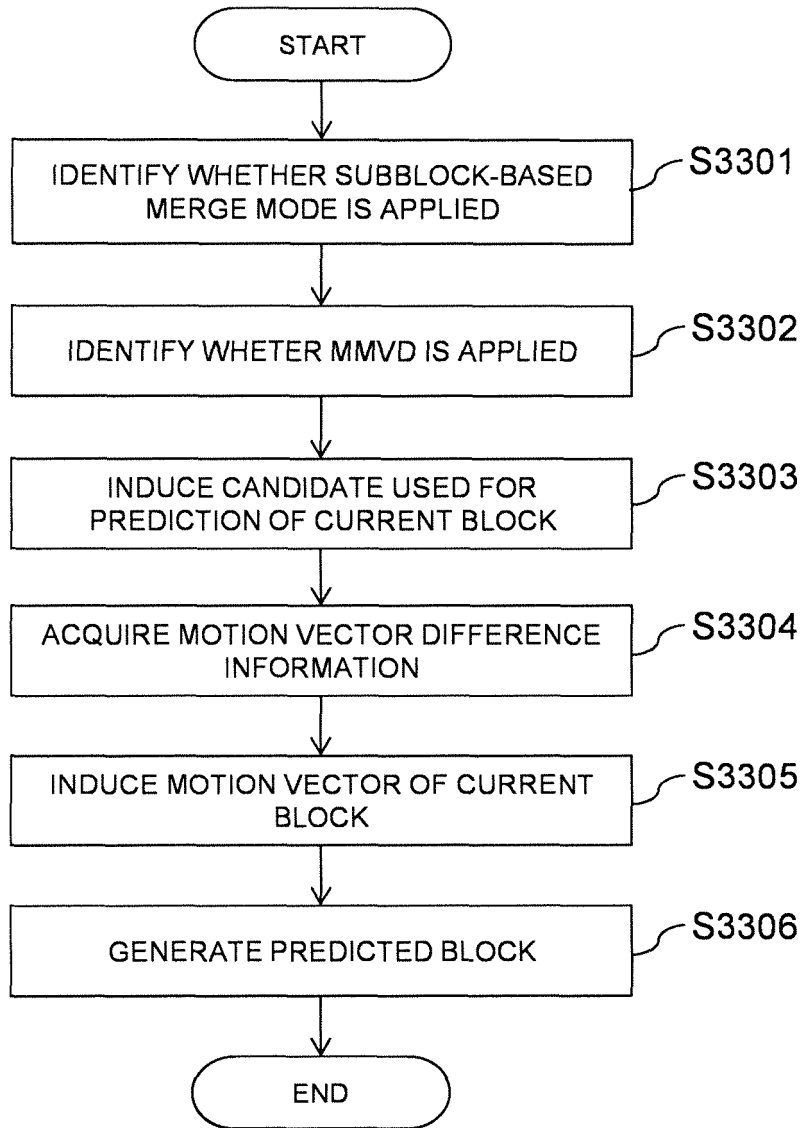 START
IDENTIFY WHETHER SUBBLOCK-BASED
MERGE MODE IS APPLIED
S3301
IDENTIFY WHETER MMVD IS APPLIED
S3302
INDUCE CANDIDATE USED FOR
PREDICTION OF CURRENT BLOCK
S3303
ACQUIRE MOTION VECTOR DIFFERENCE
INFORMATION
S3304
INDUCE MOTION VECTOR OF CURRENT
BLOCK
S3305
GENERATE PREDICTED BLOCK
S3306
END